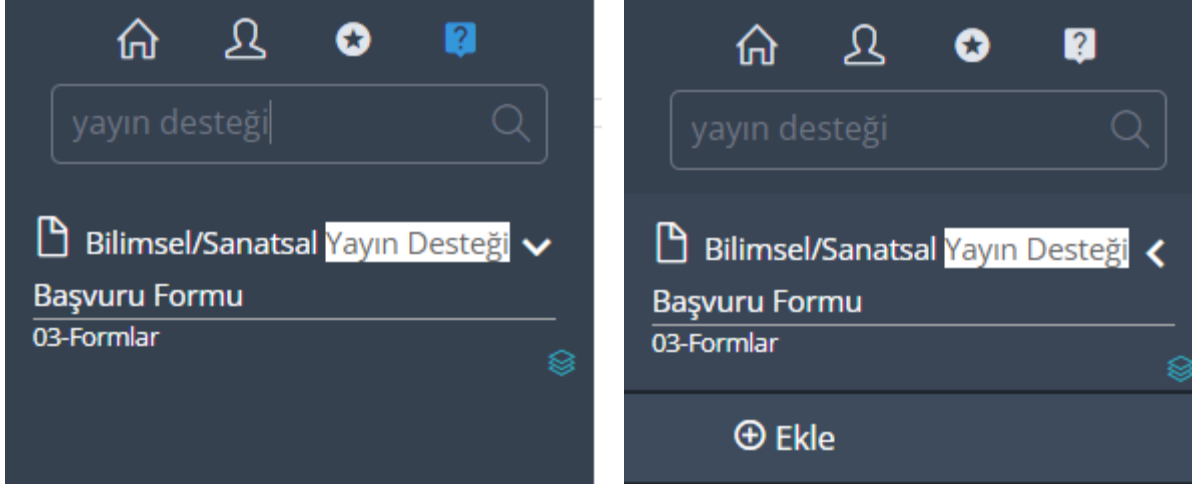 yayın desteği
Bilimsel/Sanatsal Yayın Desteği
Başvuru Formu
03-Formlar
yayın desteği
Bilimsel/Sanatsal Yayın Desteği
Başvuru Formu
03-Formlar
Ekle